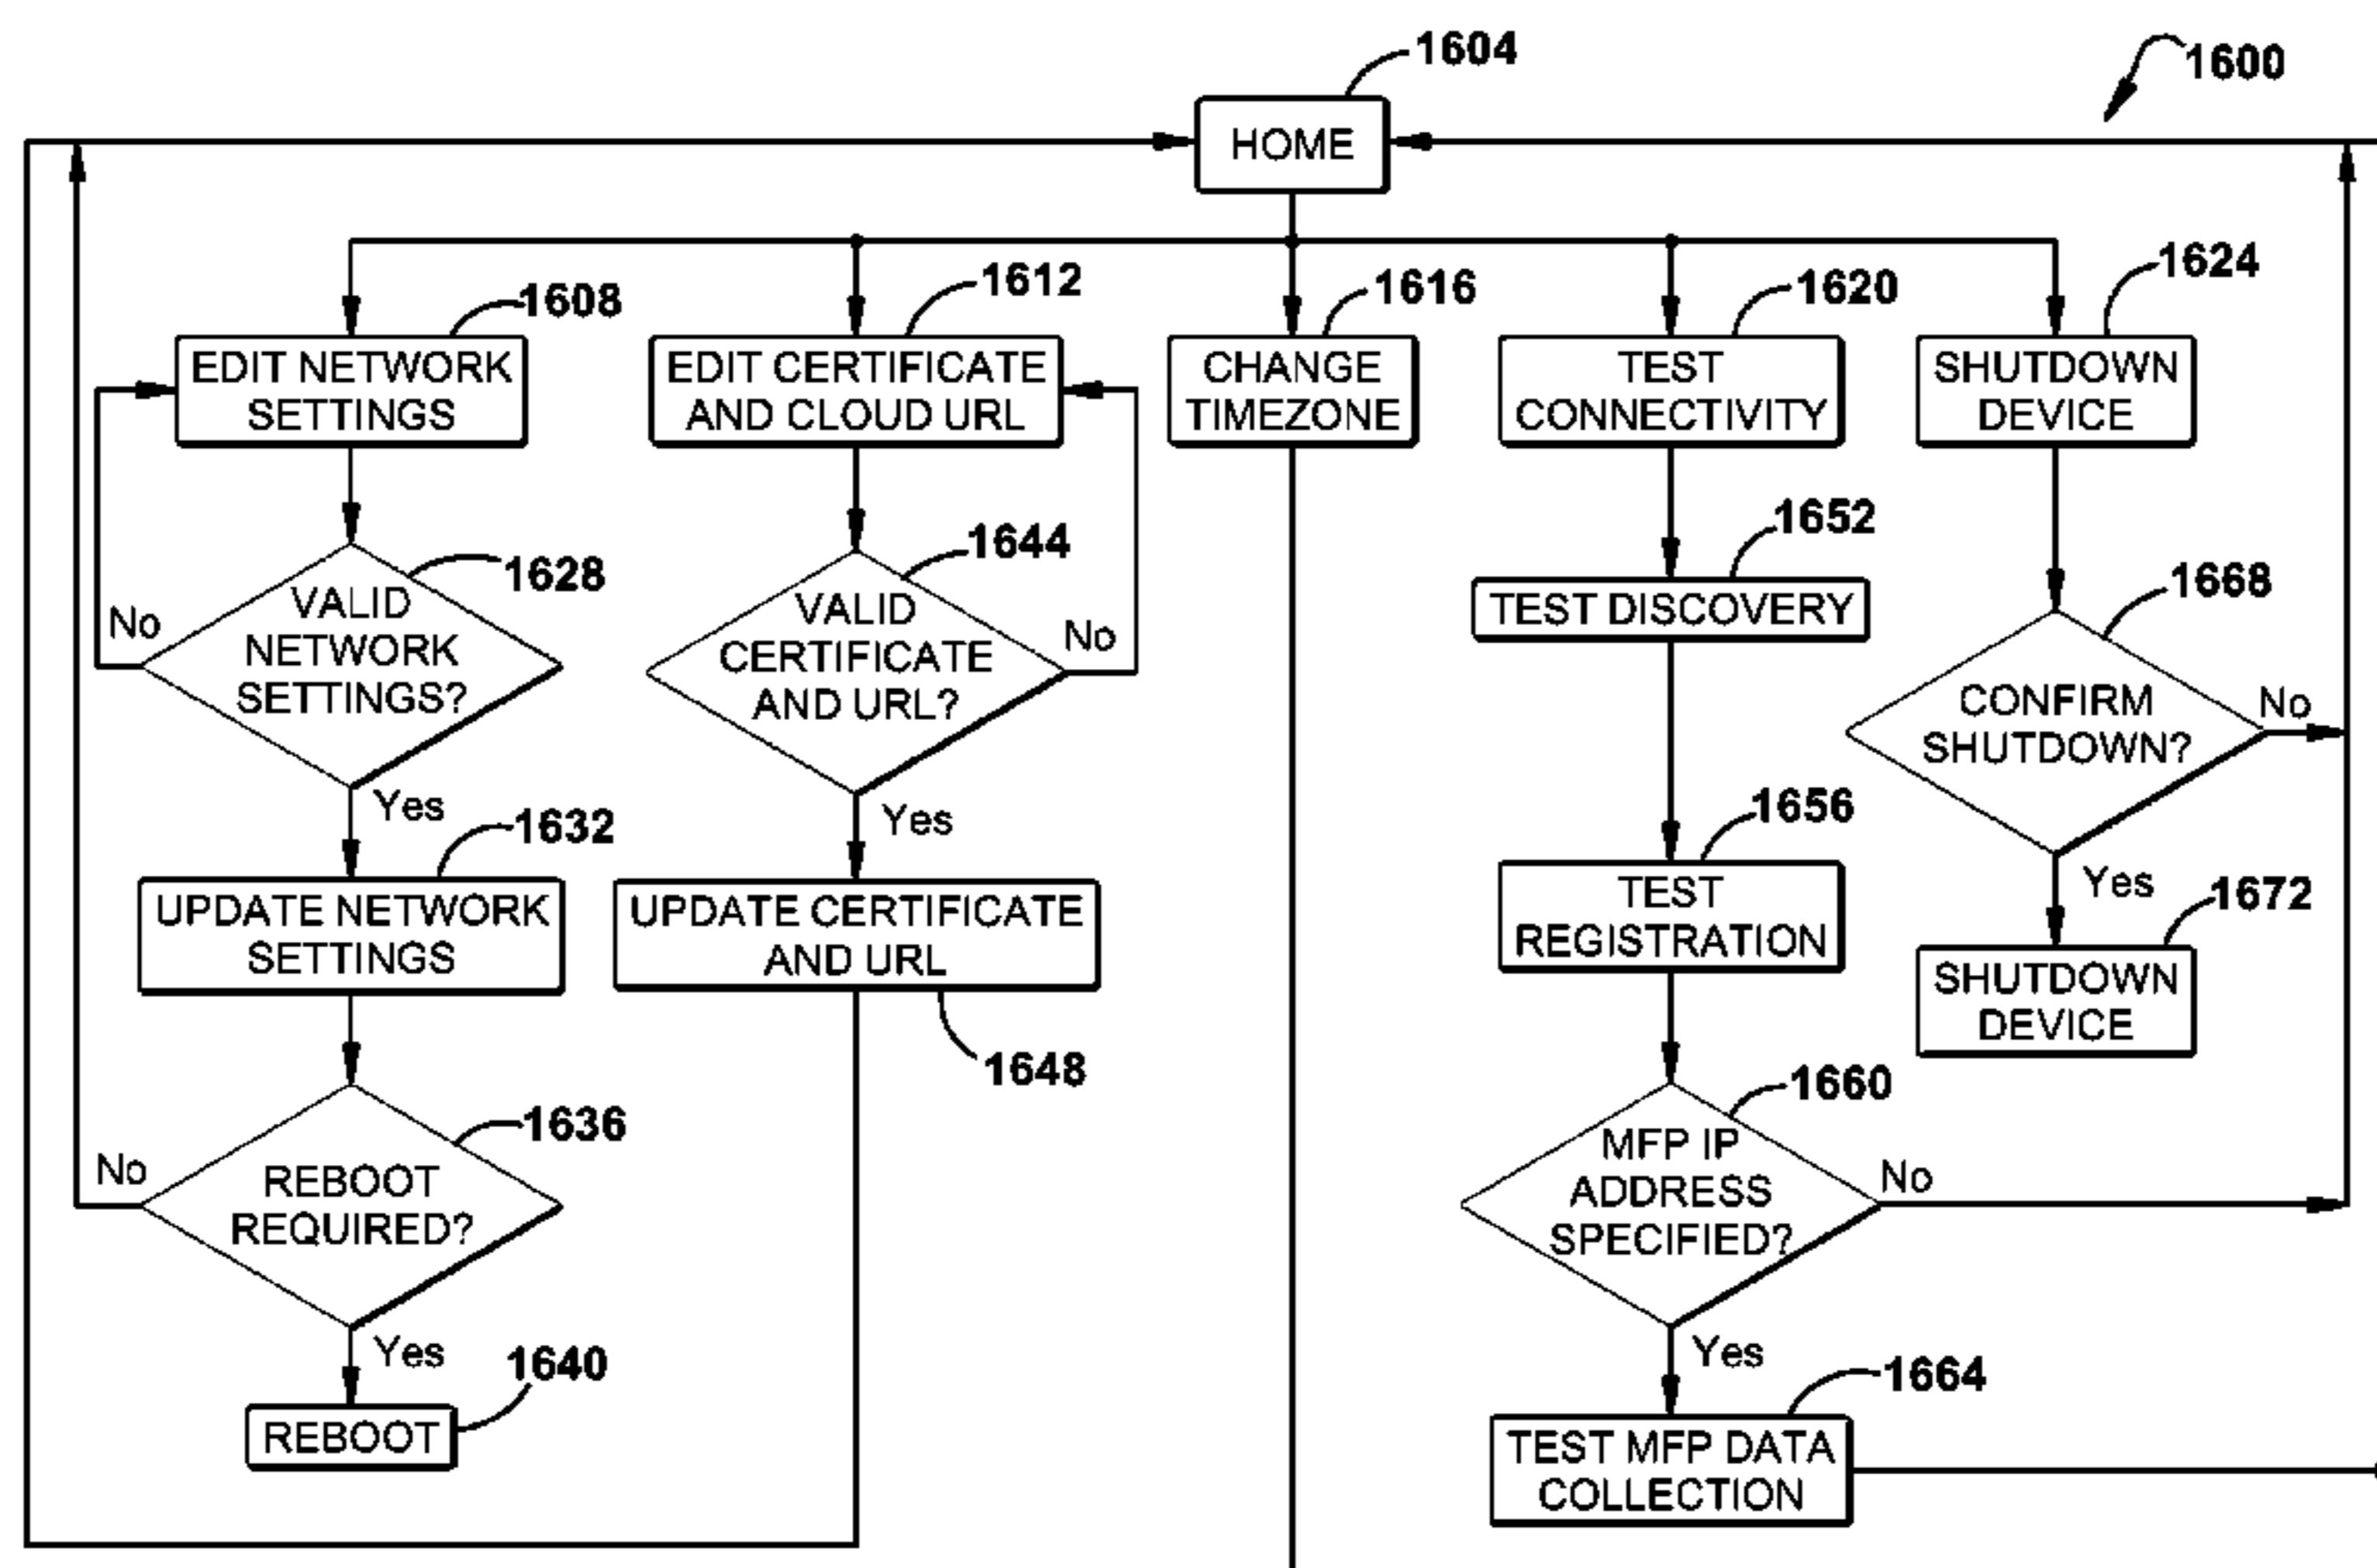 1604
1600
HOME
1608
1612
1616
1620
1624
EDIT NETWORK
SETTINGS
EDIT CERTIFICATE
AND CLOUD URL
CHANGE
TIMEZONE
TEST
CONNECTIVITY
SHUTDOWN
DEVICE
1628
VALID
NETWORK
SETTINGS?
No
Yes
1644
VALID
CERTIFICATE
AND URL?
No
Yes
1652
TEST DISCOVERY
1668
CONFIRM
SHUTDOWN?
No
Yes
1632
UPDATE NETWORK
SETTINGS
UPDATE CERTIFICATE
AND URL
1648
1656
TEST
REGISTRATION
1672
SHUTDOWN
DEVICE
1636
REBOOT
REQUIRED?
No
Yes
1660
MFP IP
ADDRESS
SPECIFIED?
No
Yes
1640
REBOOT
1664
TEST MFP DATA
COLLECTION